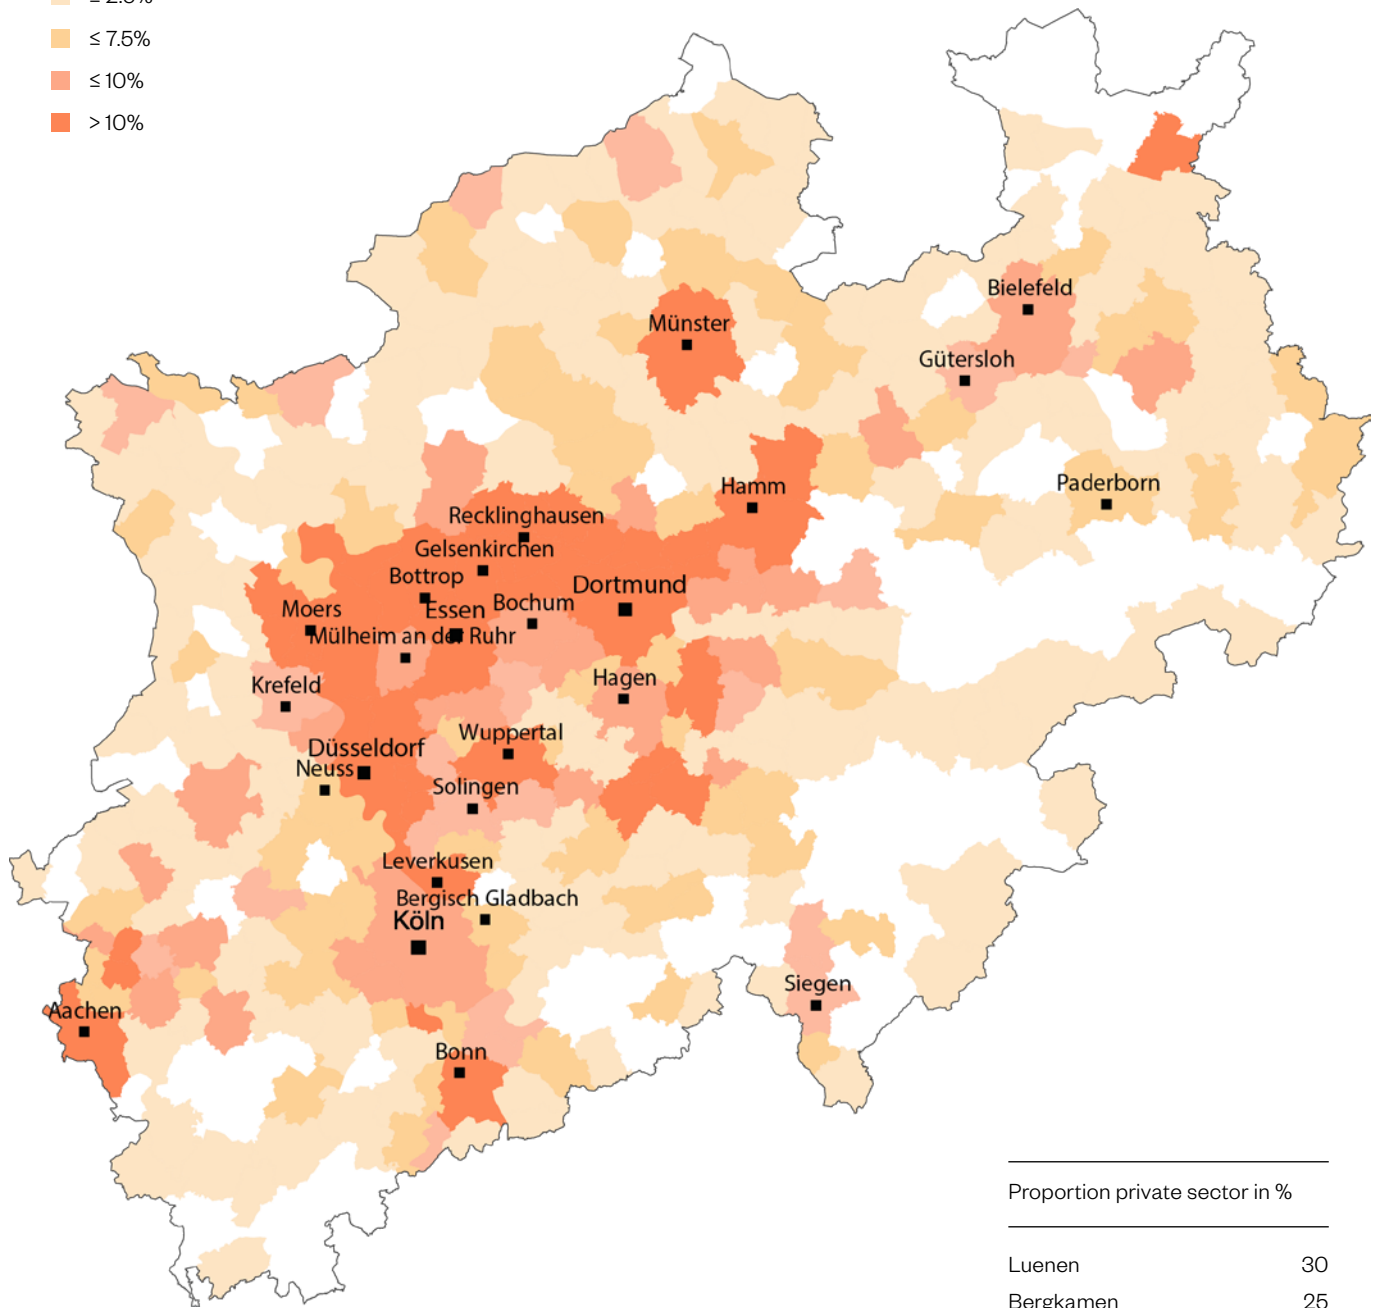 ≤ 7.5%
≤ 10%
> 10%
Bielefeld
Münster
Gütersloh
Hamm
Paderborn
Recklinghausen
Gelsenkirchen
Bottrop
Dortmund
Moers
Essen
Bochum
Mülheim an der Ruhr
Krefeld
Hagen
Wuppertal
Düsseldorf
Neuss
Solingen
Leverkusen
Bergisch Gladbach
Köln
Siegen
Aachen
Bonn
Proportion private sector in %
Luenen 30
Bergkamen 25